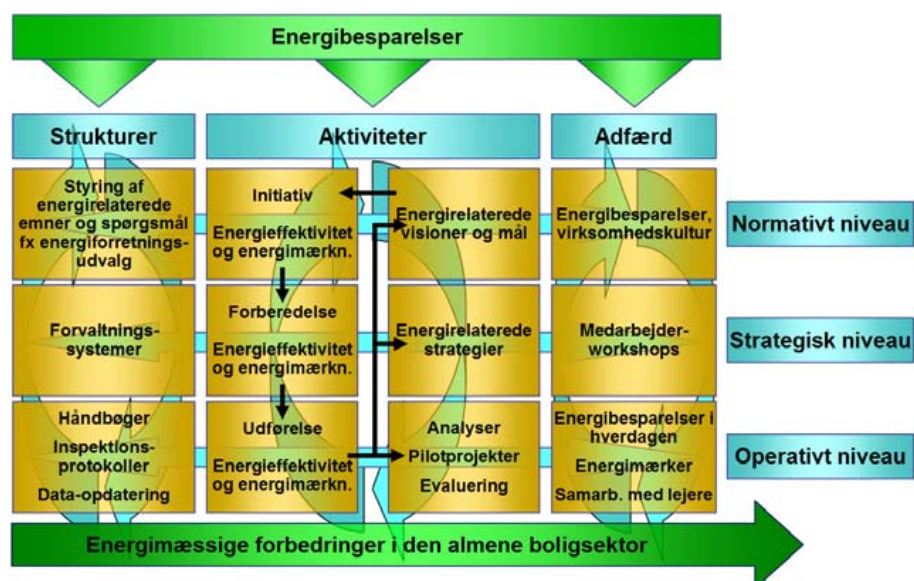 Energibesparelser
Strukturer
Aktiviteter
Adfærd
Styring af
energirelaterede
emner og spørgsmål
fx energiforretnings-
udvalg
Initiativ
Energieffektivitet
og energimærkn.
Energirelaterede
visioner og mål
Energibesparelser,
virksomhedskultur
Normativt niveau
Forvaltnings-
systemer
Forberedelse
Energieffektivitet
og energimærkn.
Energirelaterede
strategier
Medarbejder-
workshops
Strategisk niveau
Håndbøger
Inspektions-
protokoller
Data-opdatering
Udførelse
Energieffektivitet
og energimærkn.
Analyser
Pilotprojekter
Evaluering
Energibesparelser i
hverdagen
Energimærker
Samarb. med lejere
Operativt niveau
Energimæssige forbedringer i den almene boligsektor